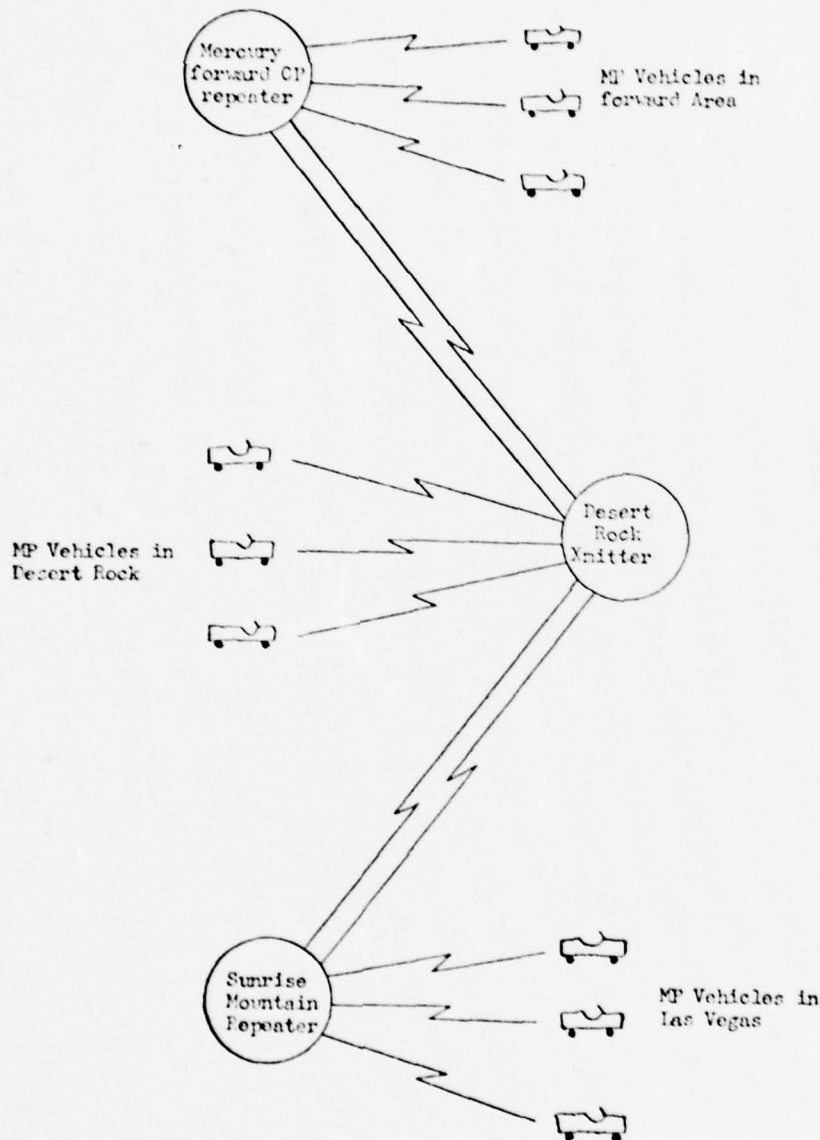 Mercury
forward CP
repeater
MP Vehicles in
forward Area
Desert
Rock
Xmitter
MP Vehicles in
Desert Rock
Sunrise
Mountain
Repeater
MP Vehicles in
Las Vegas